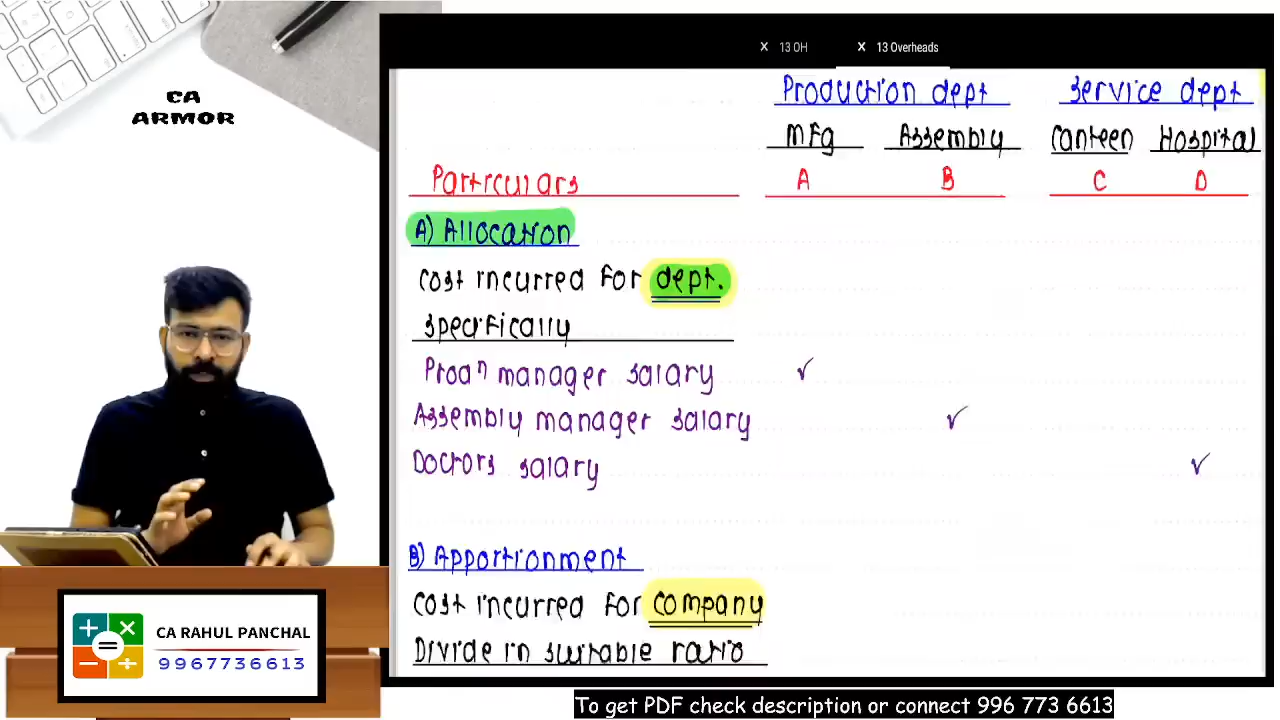 CA
ARMOR
× 13 OH
× 13 Overheads
Production dept Service dept
Mfg Assembly Canteen Hospital
Particulars A B C D
A) Allocation
Cost incurred for dept.
specifically
Prodⁿ manager salary ✓
Assembly manager salary ✓
Doctors salary ✓
B) Apportionment
Cost incurred for company
Divide in suitable ratio
CA RAHUL PANCHAL
9967736613
To get PDF check description or connect 996 773 6613